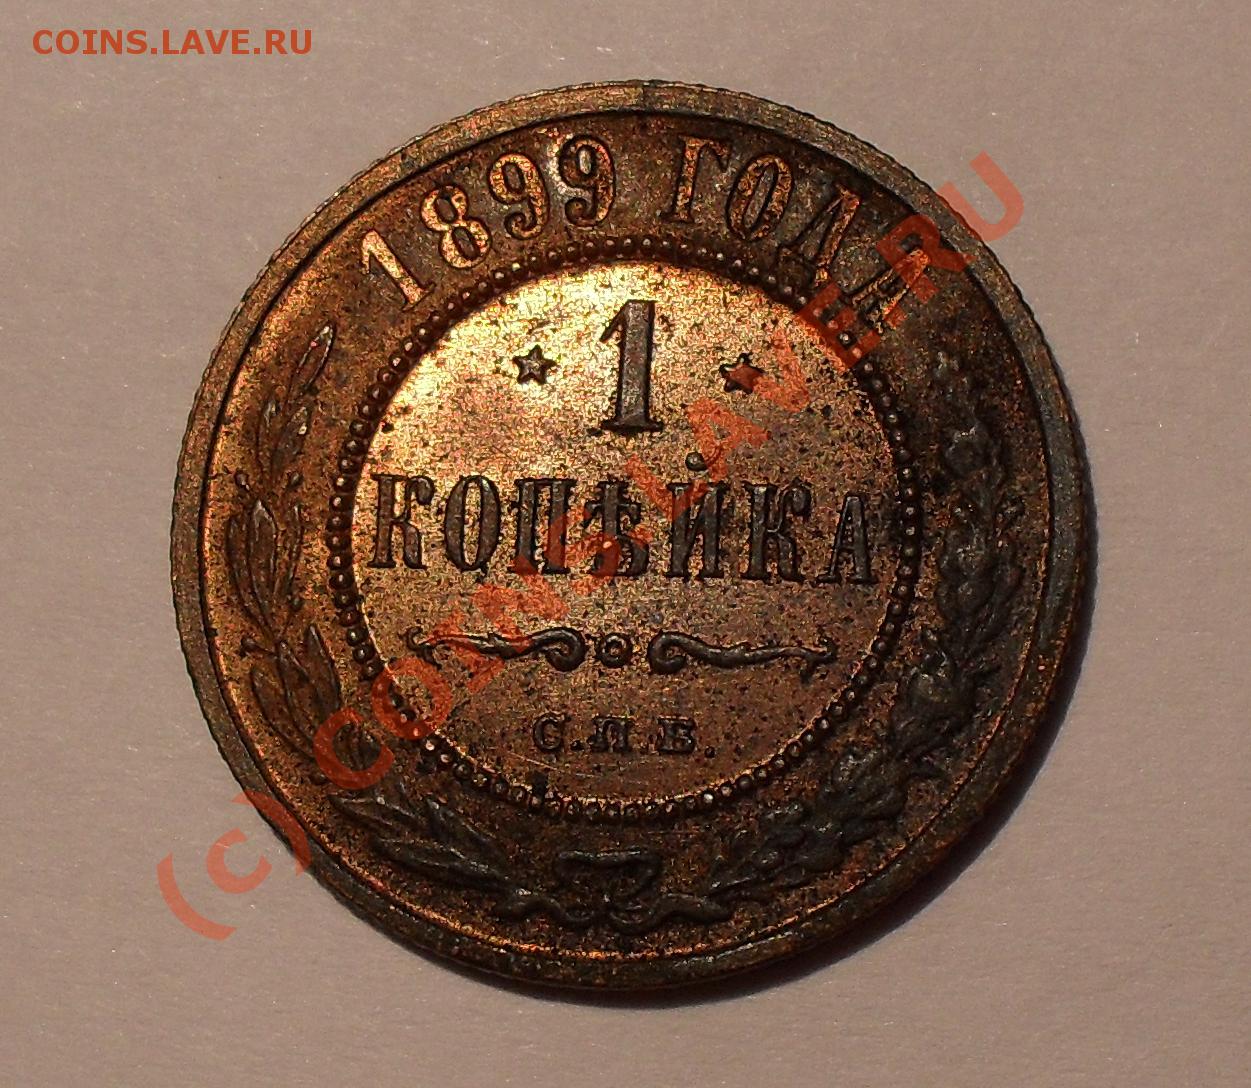 COINS.LAVE.RU
1899 ГОДА
1
КОПѢЙКА
С.П.Б.
(c) COINS.LAVE.RU